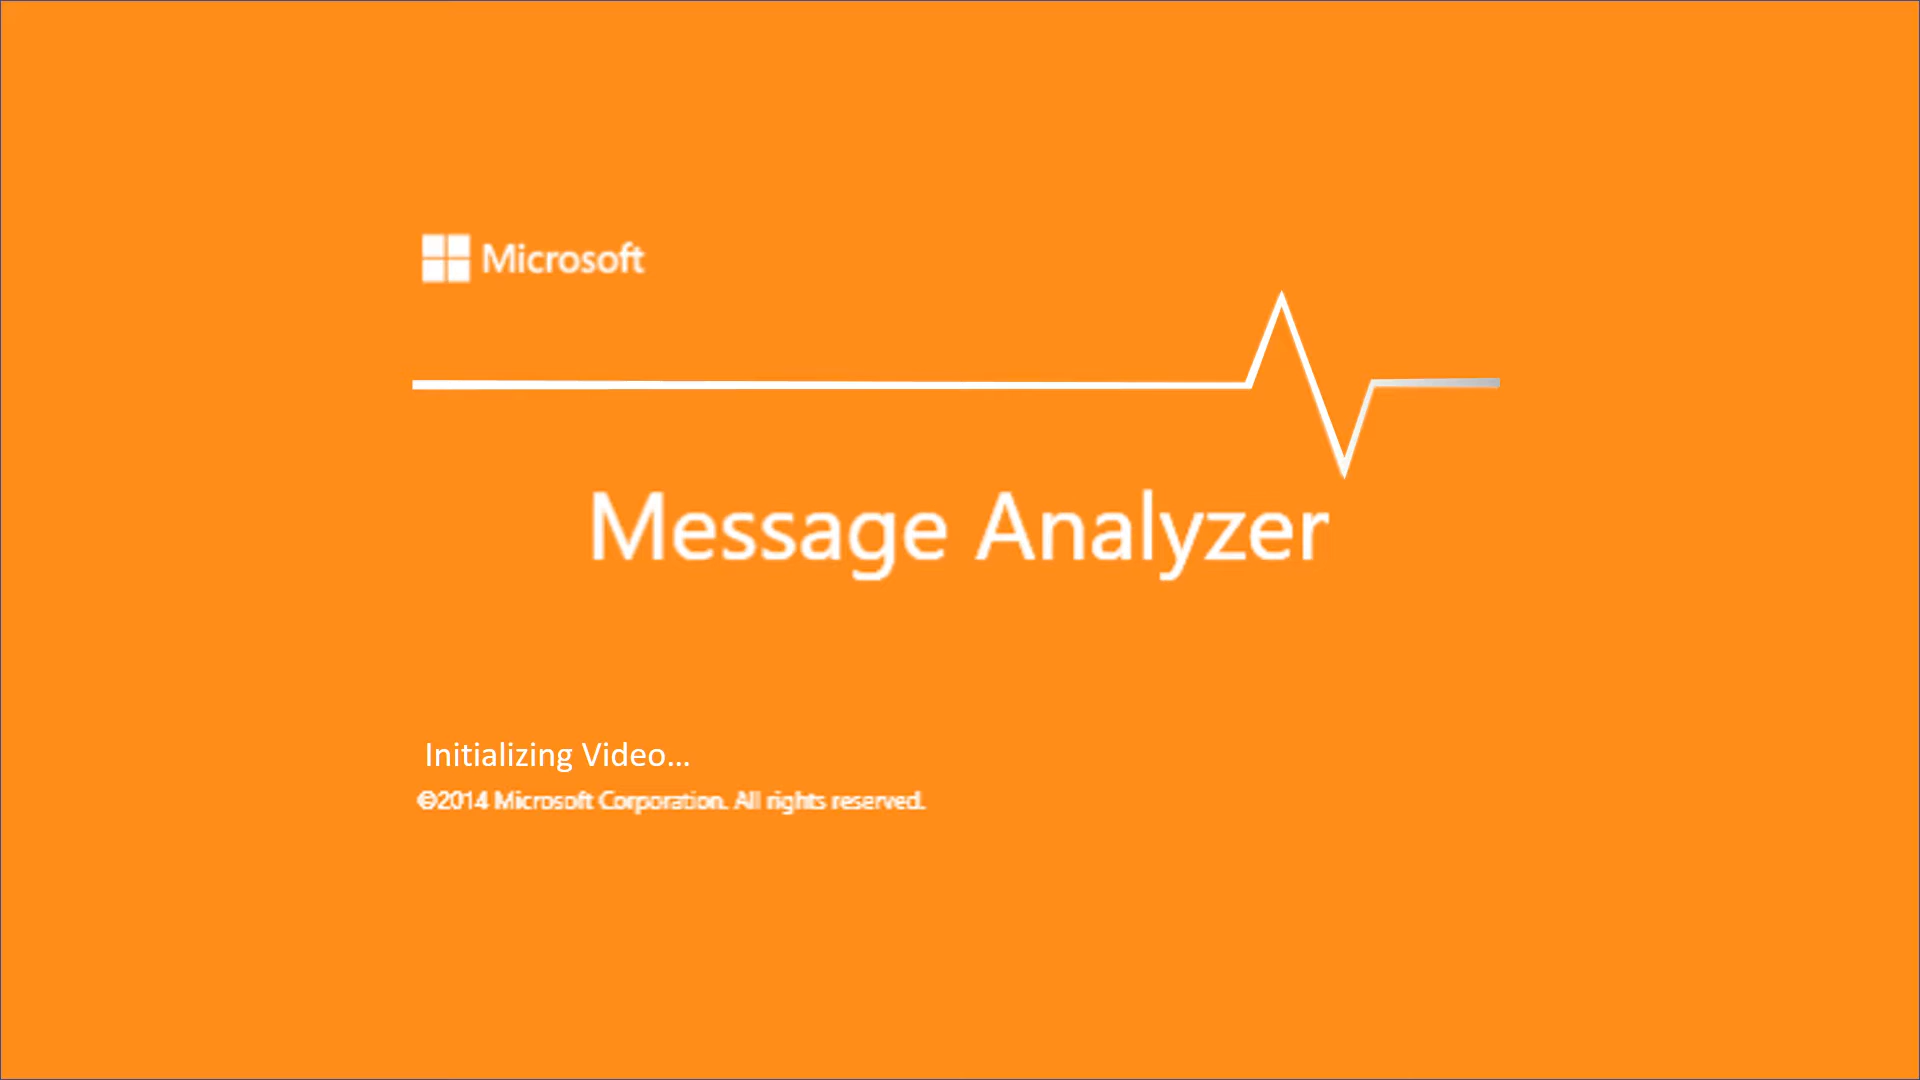 Microsoft
Message Analyzer
Initializing Video...
©2014 Microsoft Corporation. All rights reserved.